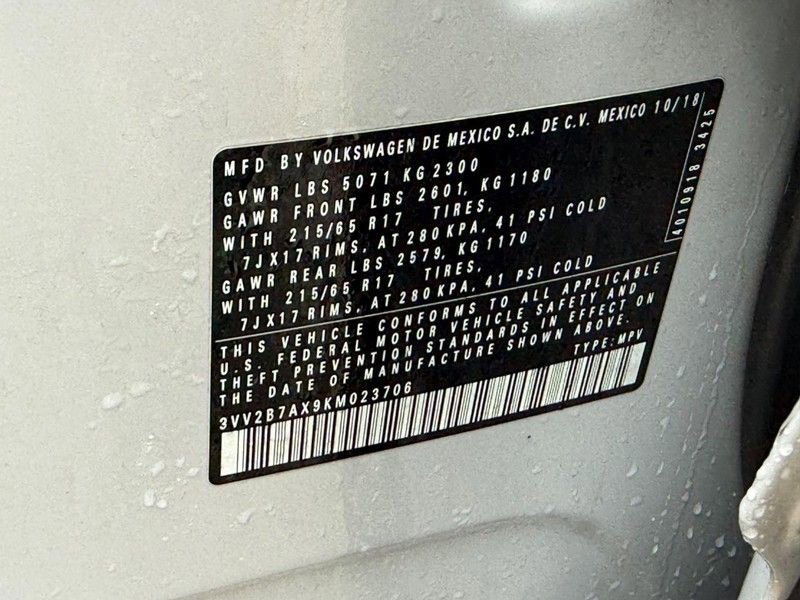 MFD BY VOLKSWAGEN DE MEXICO S.A. DE C.V. MEXICO 10/18
GVWR LBS 5071 KG 2300
GAWR FRONT LBS 2601, KG 1180
WITH 215/65 R17 TIRES,
7JX17 RIMS, AT 280 KPA, 41 PSI COLD
GAWR REAR LBS 2579, KG 1170
WITH 215/65 R17 TIRES,
7JX17 RIMS, AT 280 KPA, 41 PSI COLD
4010918 3425
THIS VEHICLE CONFORMS TO ALL APPLICABLE
U.S. FEDERAL MOTOR VEHICLE SAFETY AND
THEFT PREVENTION STANDARDS IN EFFECT ON
THE DATE OF MANUFACTURE SHOWN ABOVE.
TYPE: MPV
3VV2B7AX9KM023706